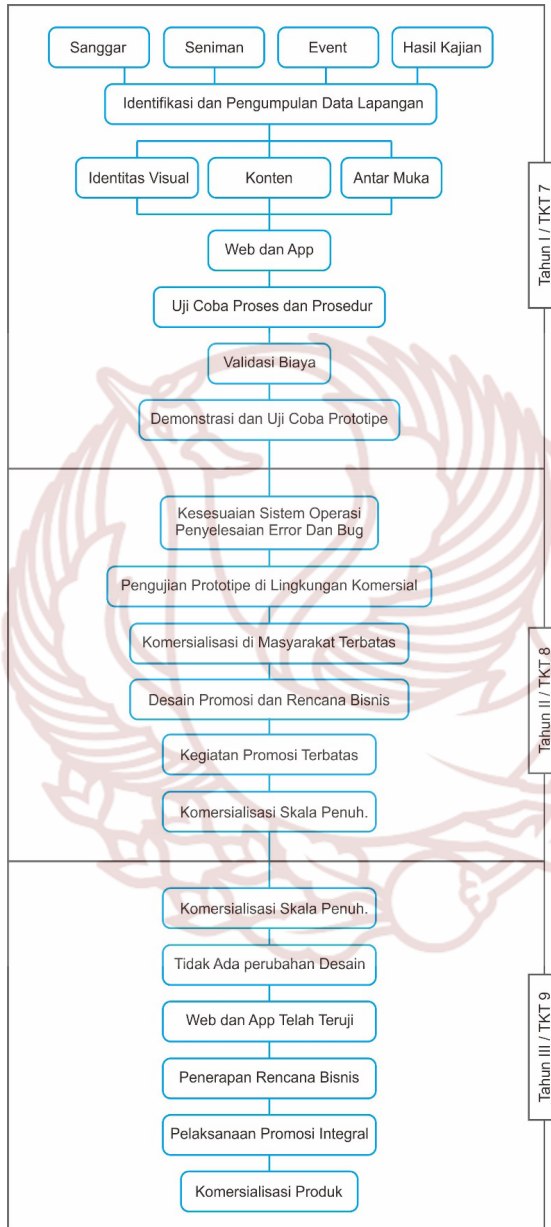 Sanggar
Seniman
Event
Hasil Kajian
Identifikasi dan Pengumpulan Data Lapangan
Identitas Visual
Konten
Antar Muka
Web dan App
Uji Coba Proses dan Prosedur
Validasi Biaya
Demonstrasi dan Uji Coba Prototipe
Tahun I / TKT 7
Kesesuaian Sistem Operasi
Penyelesaian Error Dan Bug
Pengujian Prototipe di Lingkungan Komersial
Komersialisasi di Masyarakat Terbatas
Desain Promosi dan Rencana Bisnis
Kegiatan Promosi Terbatas
Komersialisasi Skala Penuh.
Tahun II / TKT 8
Komersialisasi Skala Penuh.
Tidak Ada perubahan Desain
Web dan App Telah Teruji
Penerapan Rencana Bisnis
Pelaksanaan Promosi Integral
Komersialisasi Produk
Tahun III / TKT 9